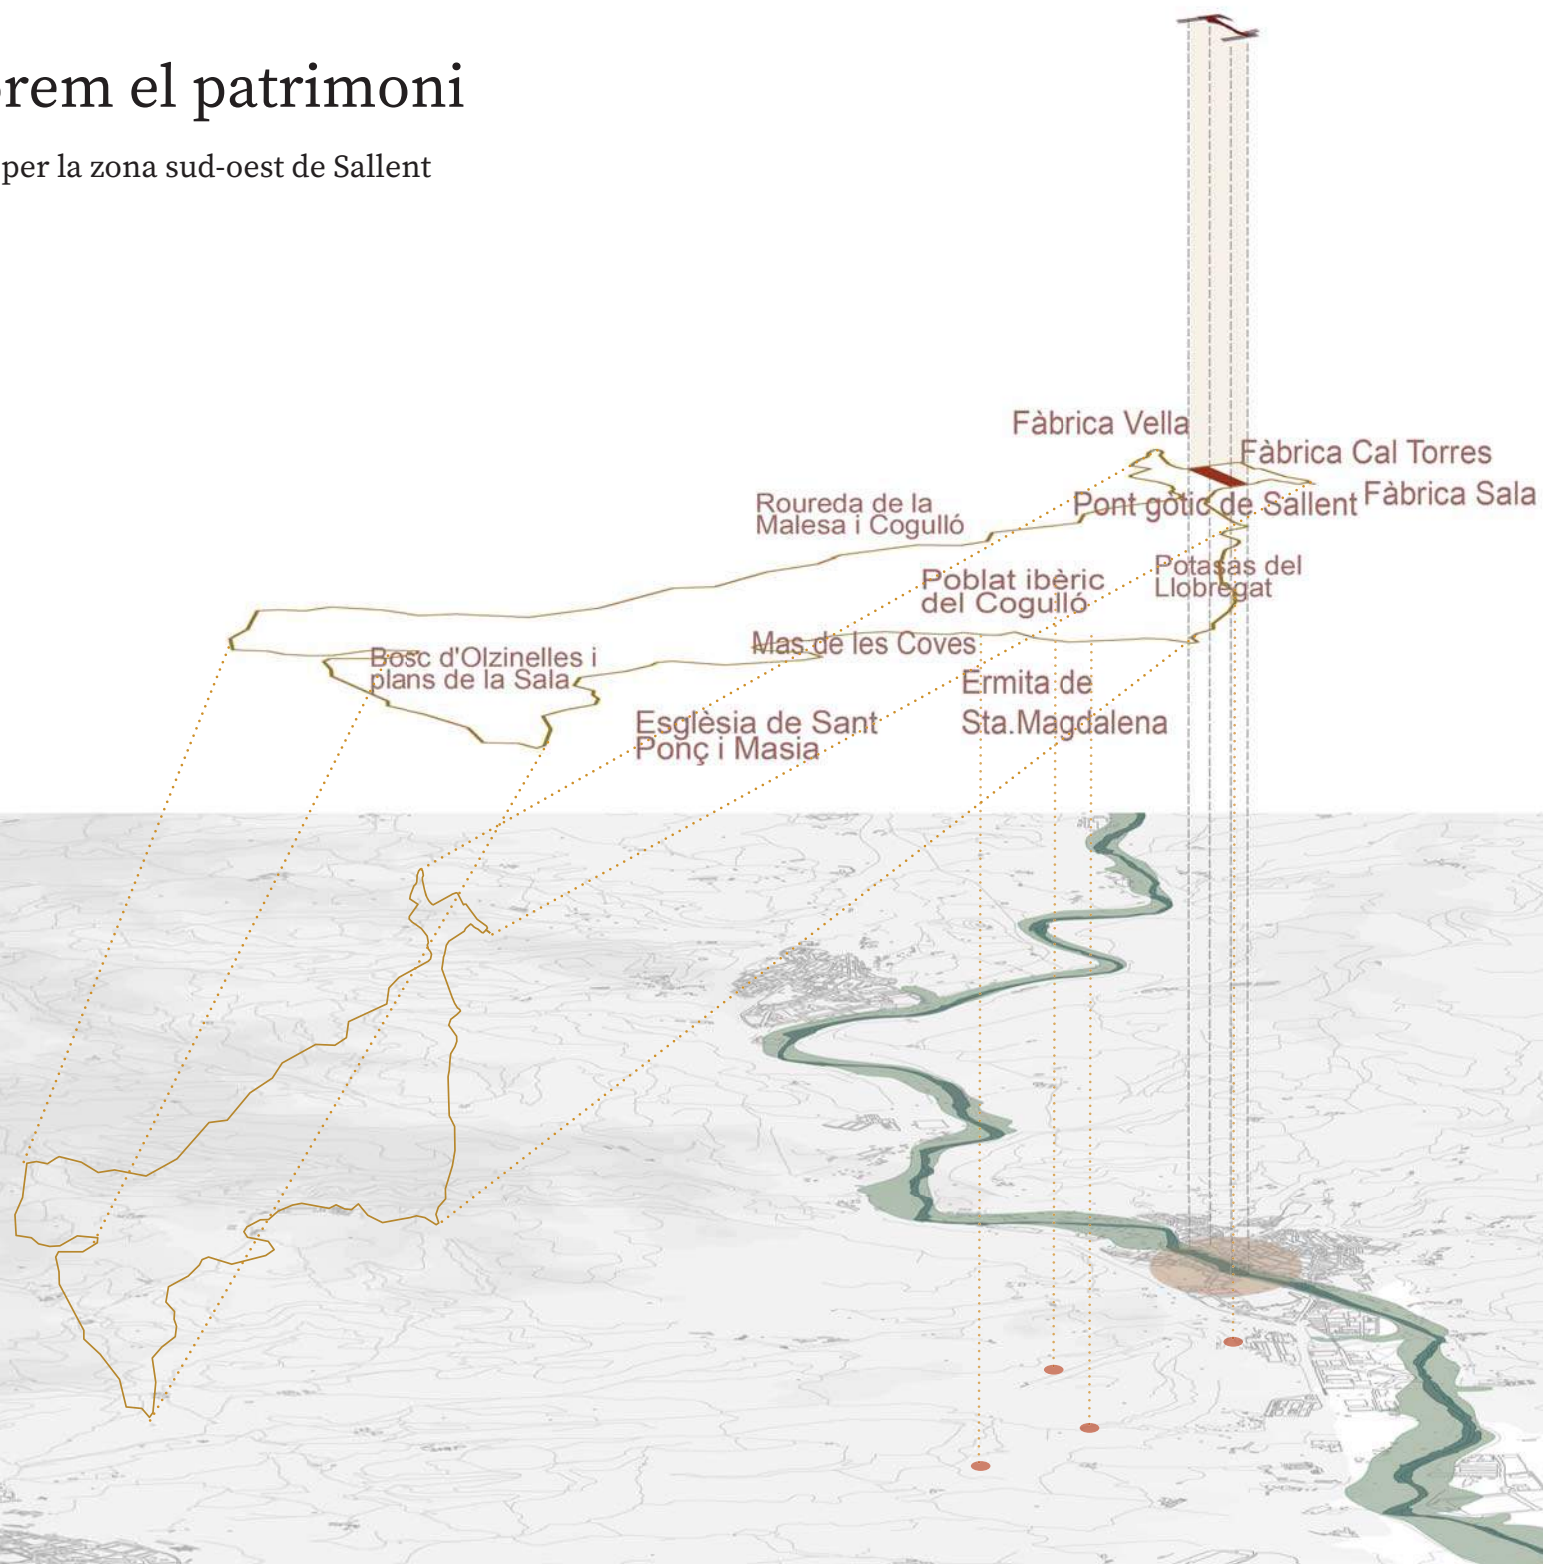 rem el patrimoni
per la zona sud-oest de Sallent
Fàbrica Vella
Fàbrica Cal Torres
Roureda de la
Malesa i Cogulló
Pont gòtic de Sallent
Fàbrica Sala
Poblat ibèric
del Cogulló
Potasas del
Llobregat
Mas de les Coves
Bosc d'Olzinelles i
plans de la Sala
Ermita de
Sta.Magdalena
Esglèsia de Sant
Ponç i Masia